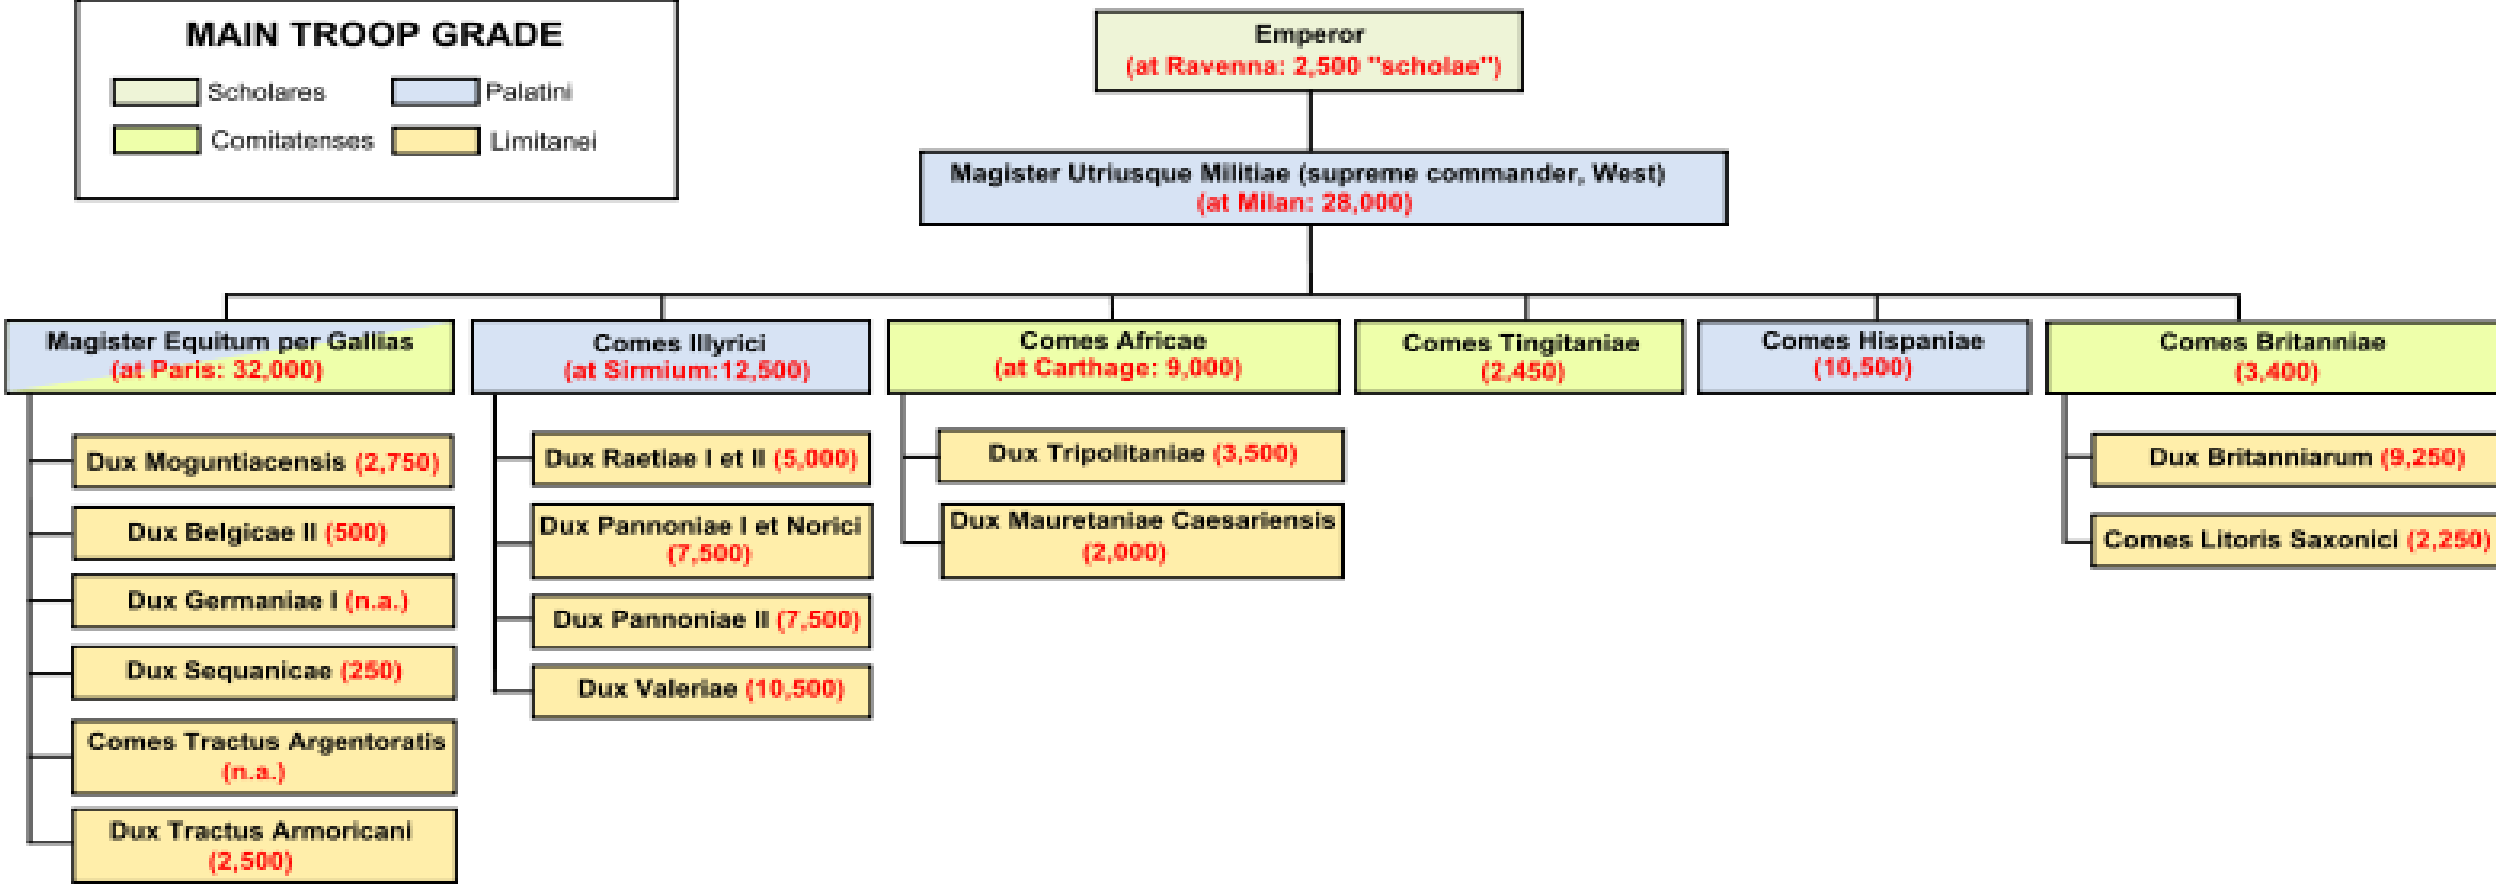 MAIN TROOP GRADE
Scholares
Palatini
Comitatenses
Limitanei
Emperor
(at Ravenna: 2,500 "scholae")
Magister Utriusque Militiae (supreme commander, West)
(at Milan: 28,000)
Magister Equitum per Gallias
(at Paris: 32,000)
Comes Illyrici
(at Sirmium:12,500)
Comes Africae
(at Carthage: 9,000)
Comes Tingitaniae
(2,450)
Comes Hispaniae
(10,500)
Comes Britanniae
(3,400)
Dux Moguntiacensis (2,750)
Dux Belgicae II (500)
Dux Germaniae I (n.a.)
Dux Sequanicae (250)
Comes Tractus Argentoratis
(n.a.)
Dux Tractus Armoricani
(2,500)
Dux Raetiae I et II (5,000)
Dux Pannoniae I et Norici
(7,500)
Dux Pannoniae II (7,500)
Dux Valeriae (10,500)
Dux Tripolitaniae (3,500)
Dux Mauretaniae Caesariensis
(2,000)
Dux Britanniarum (9,250)
Comes Litoris Saxonici (2,250)